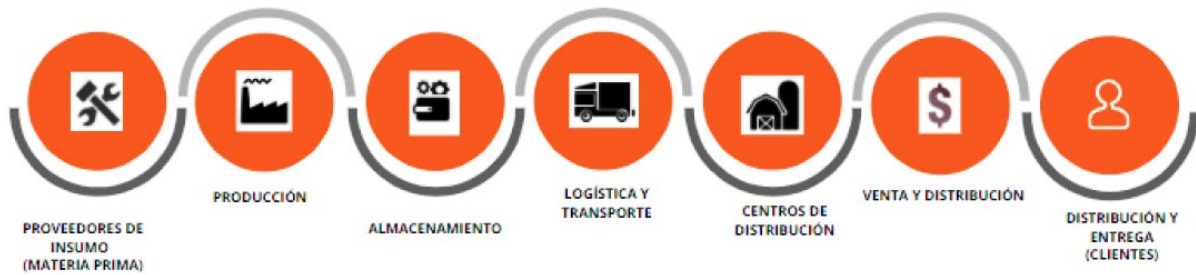 PROVEEDORES DE
INSUMO
(MATERIA PRIMA)
PRODUCCIÓN
ALMACENAMIENTO
LOGÍSTICA Y
TRANSPORTE
CENTROS DE
DISTRIBUCIÓN
$
VENTA Y DISTRIBUCIÓN
DISTRIBUCIÓN Y
ENTREGA
(CLIENTES)